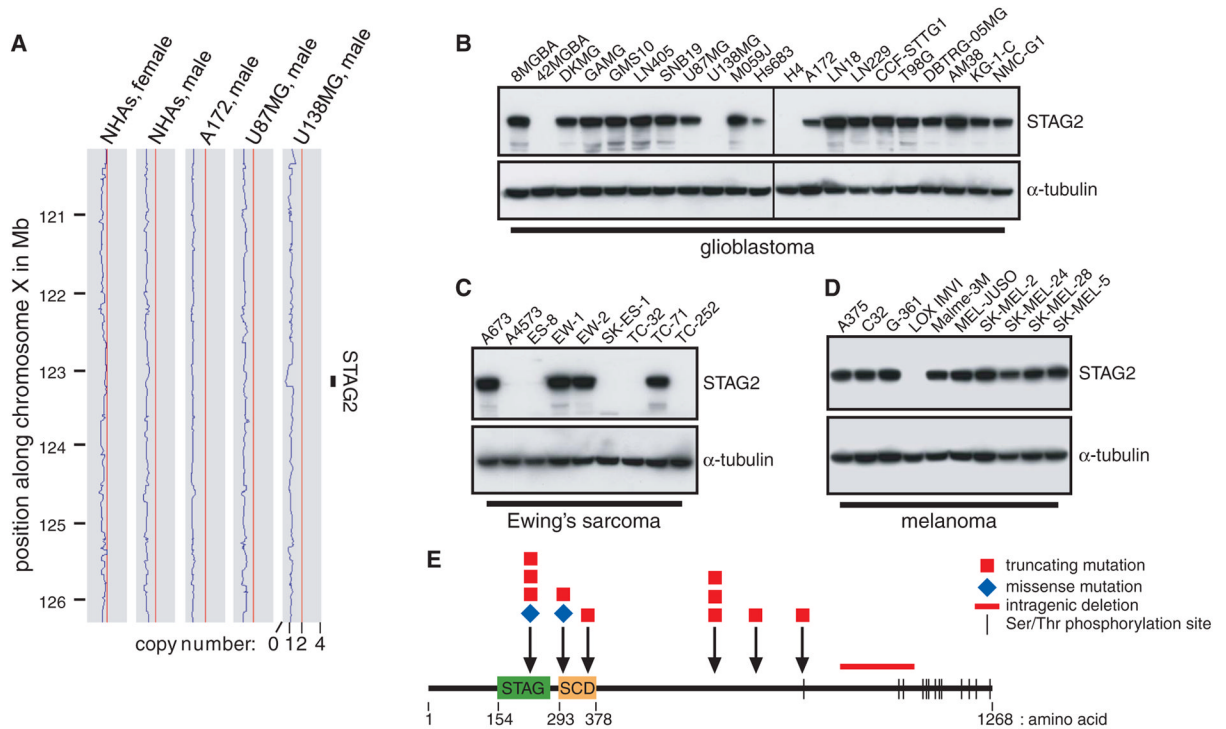 A
NHAs, female
NHAs, male
A172, male
U87MG, male
U138MG, male
position along chromosome X in Mb
121
122
123
124
125
126
STAG2
copy number: 0 1 2 4
B
8MGBA
42MGBA
DKMG
GAMG
GMS10
LN405
SNB19
U87MG
U138MG
M059J
Hs683
H4
A172
LN18
LN229
CCF-STTG1
T98G
DBTRG-05MG
AM38
KG-1-C
NMC-G1
STAG2
α-tubulin
glioblastoma
C
A673
A4573
ES-8
EW-1
EW-2
SK-ES-1
TC-32
TC-71
TC-252
STAG2
α-tubulin
Ewing's sarcoma
D
A375
C32
G-361
LOX IMVI
Malme-3M
MEL-JUSO
SK-MEL-2
SK-MEL-24
SK-MEL-28
SK-MEL-5
STAG2
α-tubulin
melanoma
E
truncating mutation
missense mutation
intragenic deletion
Ser/Thr phosphorylation site
STAG SCD
1 154 293 378 1268 : amino acid